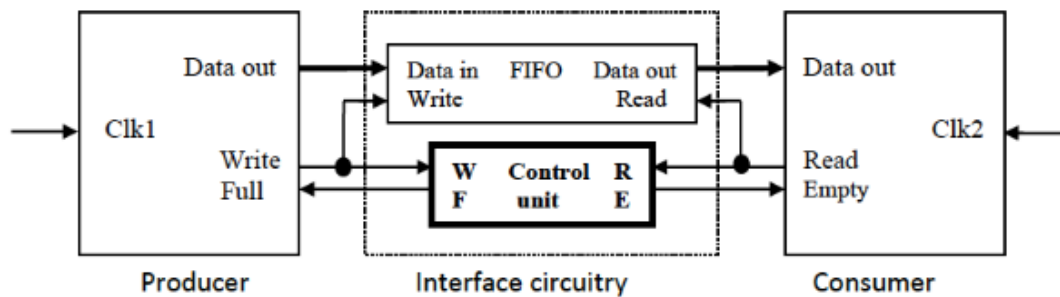 Data out
Clk1
Write
Full
Producer
Data in FIFO Data out
Write Read
W Control R
F unit E
Interface circuitry
Data out
Clk2
Read
Empty
Consumer